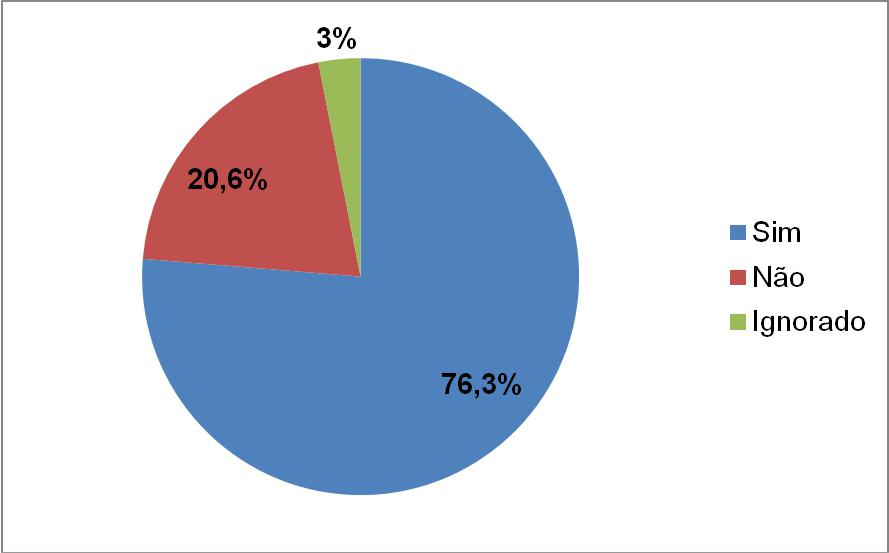 3%
20,6%
76,3%
Sim
Não
Ignorado